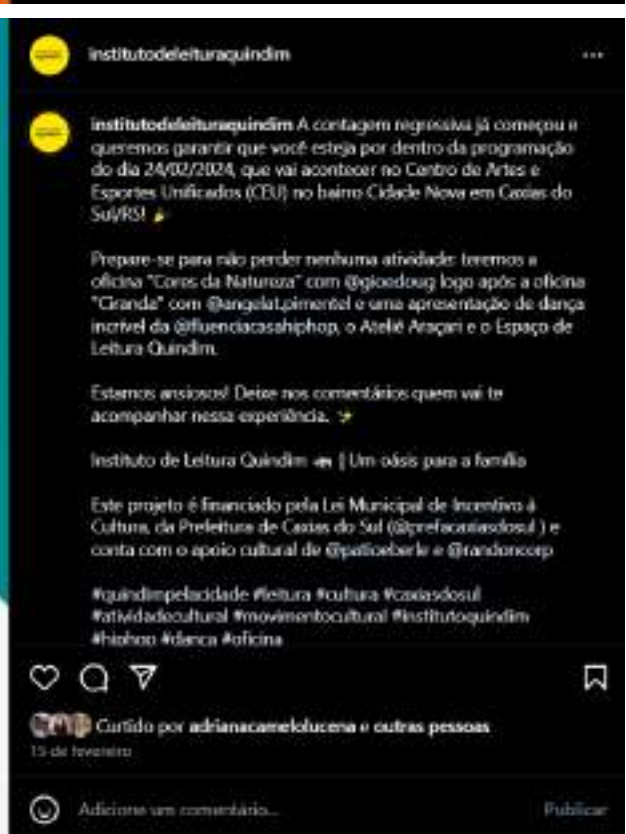 institutodeleituraquindim
institutodeleituraquindim A contagem regressiva já começou e
queremos garantir que você esteja por dentro da programação
do dia 24/02/2024, que vai acontecer no Centro de Artes e
Esportes Unificados (CEU) no bairro Cidade Nova em Caxias do
Sul/RS!
Prepare-se para não perder nenhuma atividade: teremos a
oficina "Cores da Natureza" com @gioedoug logo após a oficina
"Ciranda" com @angelat.pimentel e uma apresentação de dança
incrível da @fluenciacasahiphop, o Ateliê Araçari e o Espaço de
Leitura Quindim.
Estamos ansiosos! Deixe nos comentários quem vai te
acompanhar nessa experiência.
Instituto de Leitura Quindim | Um oásis para a família
Este projeto é financiado pela Lei Municipal de Incentivo à
Cultura, da Prefeitura de Caxias do Sul (@prefacaxiasdosul ) e
conta com o apoio cultural de @patioeberle e @randoncorp
#quindimpelacidade #leitura #cultura #caxiasdosul
#atividadecultural #movimentocultural #institutoquindim
#hiphop #dança #oficina
Curtido por adrianacamelolucena e outras pessoas
15 de fevereiro
Adicione um comentário...
Publicar